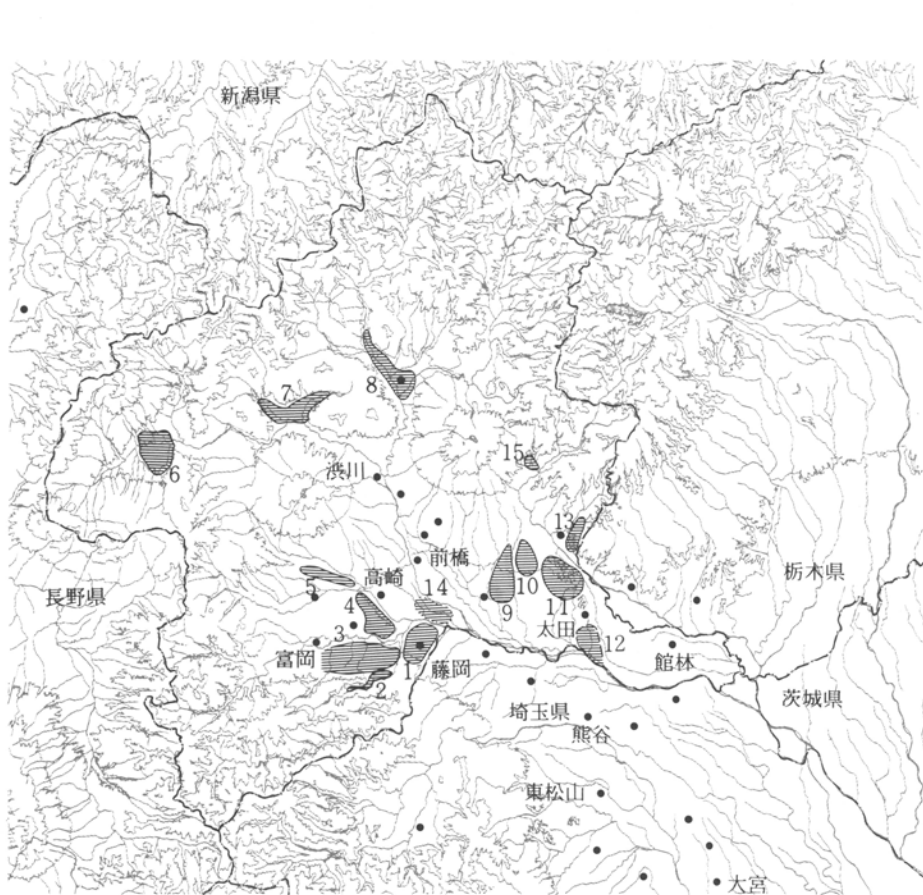 新潟県
8
7
15
6
渋川
13
前橋
栃木県
高崎
長野県
5
14
10
4
9
11
太田
3
12
富岡
1
藤岡
館林
2
茨城県
埼玉県
熊谷
東松山
大宮